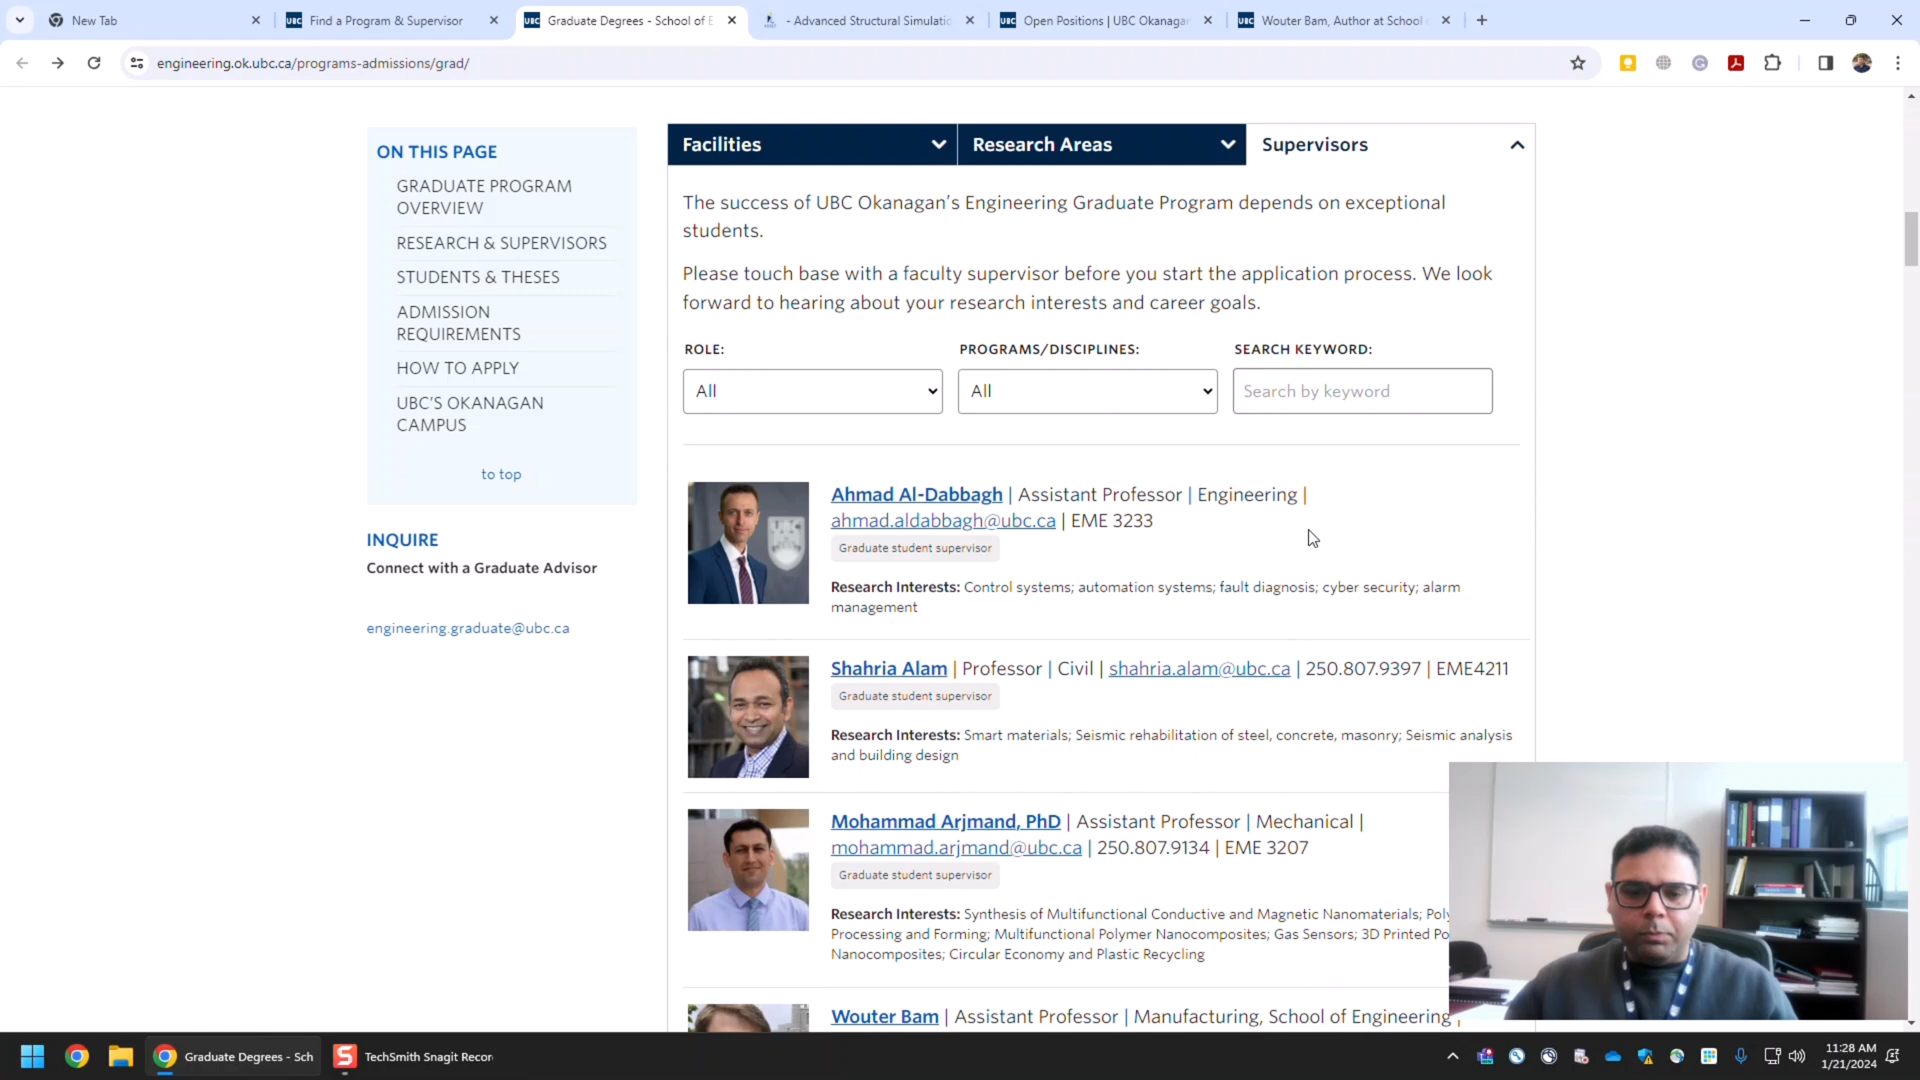 New Tab
Find a Program & Supervisor
Graduate Degrees - School of E
- Advanced Structural Simulatio
Open Positions | UBC Okanagan
Wouter Bam, Author at School
engineering.ok.ubc.ca/programs-admissions/grad/
ON THIS PAGE
GRADUATE PROGRAM
OVERVIEW
RESEARCH & SUPERVISORS
STUDENTS & THESES
ADMISSION
REQUIREMENTS
HOW TO APPLY
UBC'S OKANAGAN
CAMPUS
to top
INQUIRE
Connect with a Graduate Advisor
engineering.graduate@ubc.ca
Facilities
Research Areas
Supervisors
The success of UBC Okanagan's Engineering Graduate Program depends on exceptional
students.
Please touch base with a faculty supervisor before you start the application process. We look
forward to hearing about your research interests and career goals.
ROLE:
PROGRAMS/DISCIPLINES:
SEARCH KEYWORD:
All
All
Search by keyword
Ahmad Al-Dabbagh | Assistant Professor | Engineering |
ahmad.aldabbagh@ubc.ca | EME 3233
Graduate student supervisor
Research Interests: Control systems; automation systems; fault diagnosis; cyber security; alarm
management
Shahria Alam | Professor | Civil | shahria.alam@ubc.ca | 250.807.9397 | EME4211
Graduate student supervisor
Research Interests: Smart materials; Seismic rehabilitation of steel, concrete, masonry; Seismic analysis
and building design
Mohammad Arjmand, PhD | Assistant Professor | Mechanical |
mohammad.arjmand@ubc.ca | 250.807.9134 | EME 3207
Graduate student supervisor
Research Interests: Synthesis of Multifunctional Conductive and Magnetic Nanomaterials; Poly
Processing and Forming; Multifunctional Polymer Nanocomposites; Gas Sensors; 3D Printed Po
Nanocomposites; Circular Economy and Plastic Recycling
Wouter Bam | Assistant Professor | Manufacturing, School of Engineering |
Graduate Degrees - Sch
TechSmith Snagit Recor
11:28 AM
1/21/2024